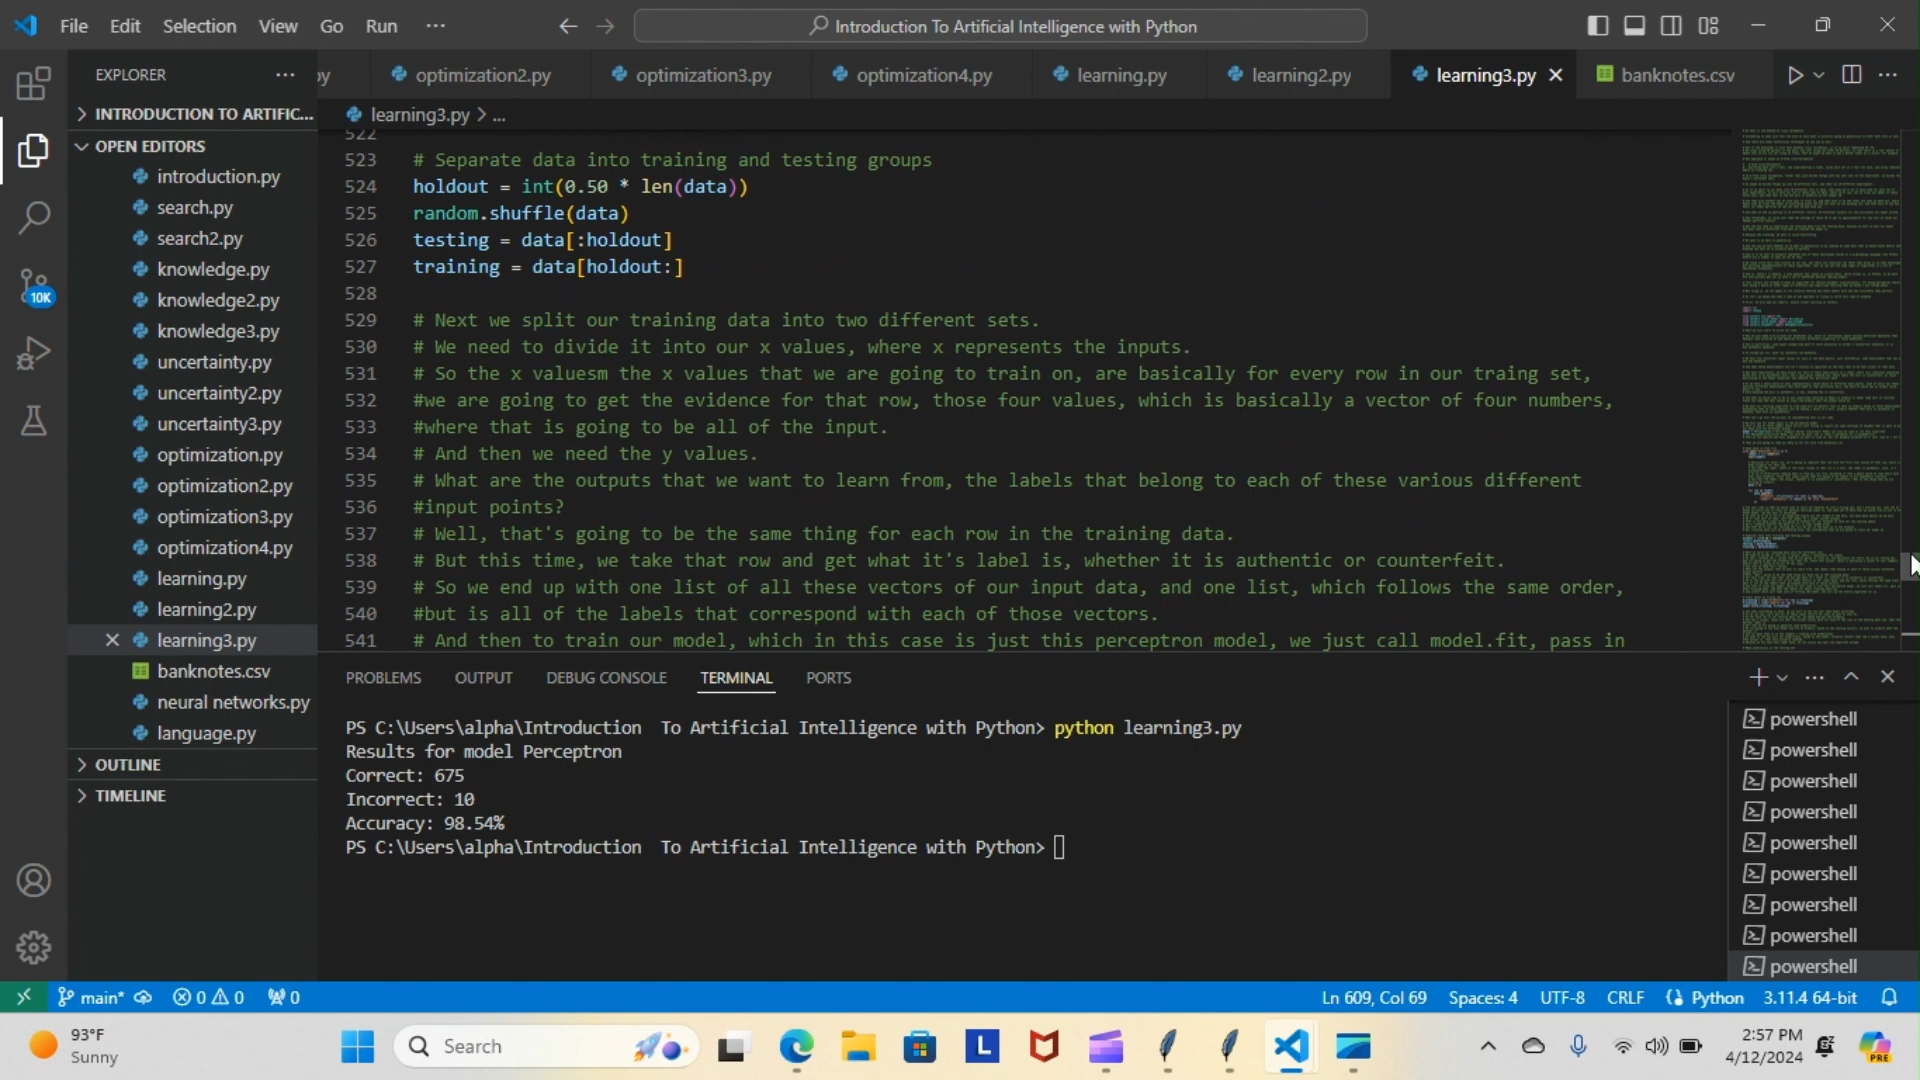 File Edit Selection View Go Run ···
Introduction To Artificial Intelligence with Python
EXPLORER ···
py optimization2.py optimization3.py optimization4.py learning.py learning2.py learning3.py banknotes.csv
INTRODUCTION TO ARTIFIC...
OPEN EDITORS
introduction.py
search.py
search2.py
knowledge.py
knowledge2.py
knowledge3.py
uncertainty.py
uncertainty2.py
uncertainty3.py
optimization.py
optimization2.py
optimization3.py
optimization4.py
learning.py
learning2.py
learning3.py
banknotes.csv
neural networks.py
language.py
OUTLINE
TIMELINE
10K
learning3.py > ...
522
523 # Separate data into training and testing groups
524 holdout = int(0.50 * len(data))
525 random.shuffle(data)
526 testing = data[:holdout]
527 training = data[holdout:]
528
529 # Next we split our training data into two different sets.
530 # We need to divide it into our x values, where x represents the inputs.
531 # So the x valuesm the x values that we are going to train on, are basically for every row in our traing set,
532 #we are going to get the evidence for that row, those four values, which is basically a vector of four numbers,
533 #where that is going to be all of the input.
534 # And then we need the y values.
535 # What are the outputs that we want to learn from, the labels that belong to each of these various different
536 #input points?
537 # Well, that's going to be the same thing for each row in the training data.
538 # But this time, we take that row and get what it's label is, whether it is authentic or counterfeit.
539 # So we end up with one list of all these vectors of our input data, and one list, which follows the same order,
540 #but is all of the labels that correspond with each of those vectors.
541 # And then to train our model, which in this case is just this perceptron model, we just call model.fit, pass in
PROBLEMS OUTPUT DEBUG CONSOLE TERMINAL PORTS
PS C:\Users\alpha\Introduction  To Artificial Intelligence with Python> python learning3.py
Results for model Perceptron
Correct: 675
Incorrect: 10
Accuracy: 98.54%
PS C:\Users\alpha\Introduction  To Artificial Intelligence with Python>
powershell
powershell
powershell
powershell
powershell
powershell
powershell
powershell
powershell
main* 0 0 0 Ln 609, Col 69 Spaces: 4 UTF-8 CRLF Python 3.11.4 64-bit
93°F
Sunny
Search
L
2:57 PM
4/12/2024
PRE